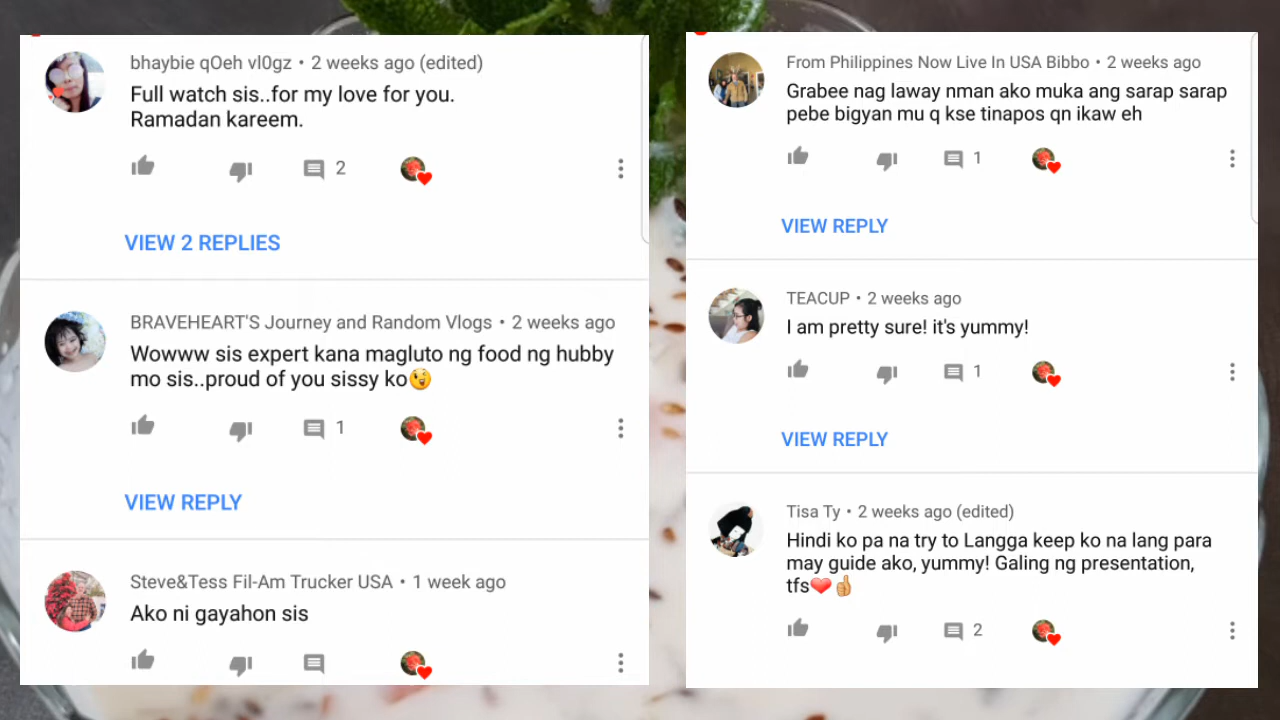 bhaybie qOeh vl0gz • 2 weeks ago (edited)
Full watch sis..for my love for you.
Ramadan kareem.
2
VIEW 2 REPLIES
BRAVEHEART'S Journey and Random Vlogs • 2 weeks ago
Wowww sis expert kana magluto ng food ng hubby
mo sis..proud of you sissy ko😲
1
VIEW REPLY
Steve&Tess Fil-Am Trucker USA • 1 week ago
Ako ni gayahon sis
From Philippines Now Live In USA Bibbo • 2 weeks ago
Grabee nag laway nman ako muka ang sarap sarap
pebe bigyan mu q kse tinapos qn ikaw eh
1
VIEW REPLY
TEACUP • 2 weeks ago
I am pretty sure! it's yummy!
1
VIEW REPLY
Tisa Ty • 2 weeks ago (edited)
Hindi ko pa na try to Langga keep ko na lang para
may guide ako, yummy! Galing ng presentation,
tfs❤👍
2